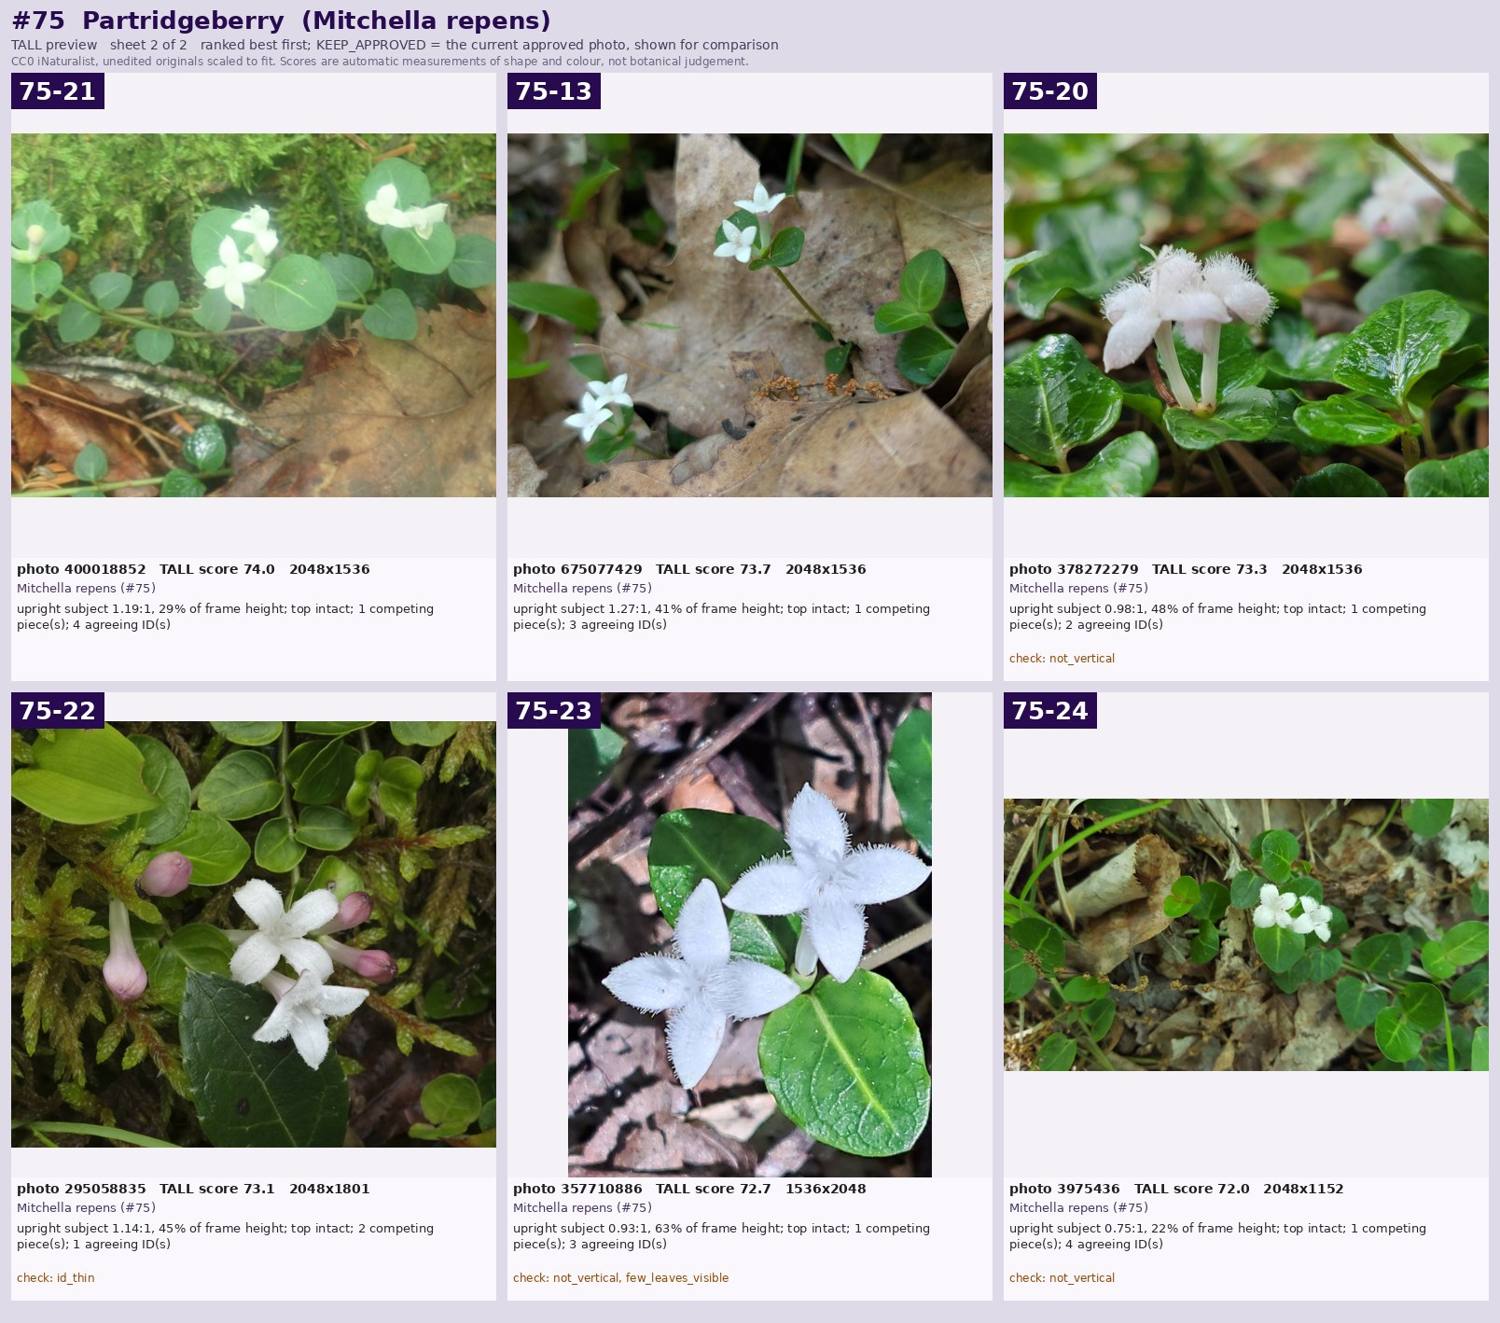 #75  Partridgeberry  (Mitchella repens)
TALL preview   sheet 2 of 2   ranked best first; KEEP_APPROVED = the current approved photo, shown for comparison
CC0 iNaturalist, unedited originals scaled to fit. Scores are automatic measurements of shape and colour, not botanical judgement.
75-21
photo 400018852   TALL score 74.0   2048x1536
Mitchella repens (#75)
upright subject 1.19:1, 29% of frame height; top intact; 1 competing
piece(s); 4 agreeing ID(s)
75-13
photo 675077429   TALL score 73.7   2048x1536
Mitchella repens (#75)
upright subject 1.27:1, 41% of frame height; top intact; 1 competing
piece(s); 3 agreeing ID(s)
75-20
photo 378272279   TALL score 73.3   2048x1536
Mitchella repens (#75)
upright subject 0.98:1, 48% of frame height; top intact; 1 competing
piece(s); 2 agreeing ID(s)
check: not_vertical
75-22
photo 295058835   TALL score 73.1   2048x1801
Mitchella repens (#75)
upright subject 1.14:1, 45% of frame height; top intact; 2 competing
piece(s); 1 agreeing ID(s)
check: id_thin
75-23
photo 357710886   TALL score 72.7   1536x2048
Mitchella repens (#75)
upright subject 0.93:1, 63% of frame height; top intact; 1 competing
piece(s); 3 agreeing ID(s)
check: not_vertical, few_leaves_visible
75-24
photo 3975436   TALL score 72.0   2048x1152
Mitchella repens (#75)
upright subject 0.75:1, 22% of frame height; top intact; 1 competing
piece(s); 4 agreeing ID(s)
check: not_vertical